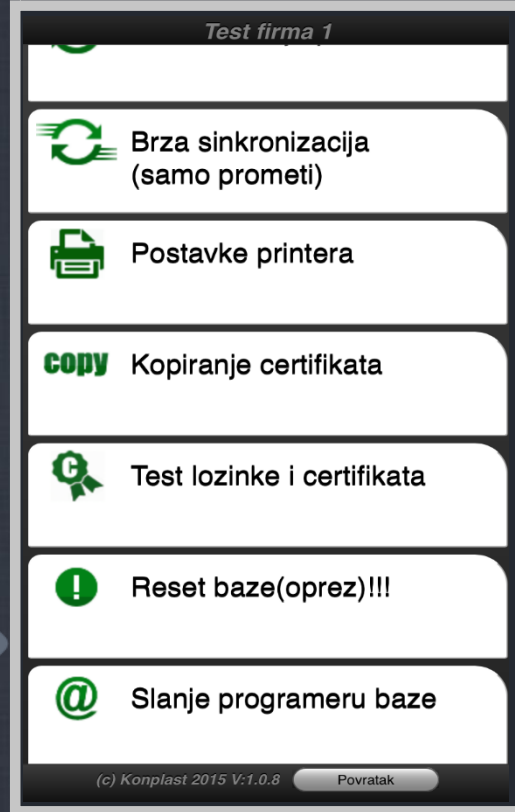 Test firma 1
Brza sinkronizacija
(samo prometi)
Postavke printera
copy
Kopiranje certifikata
C
Test lozinke i certifikata
!
Reset baze(oprez)!!!
@
Slanje programeru baze
(c) Konplast 2015 V:1.0.8
Povratak